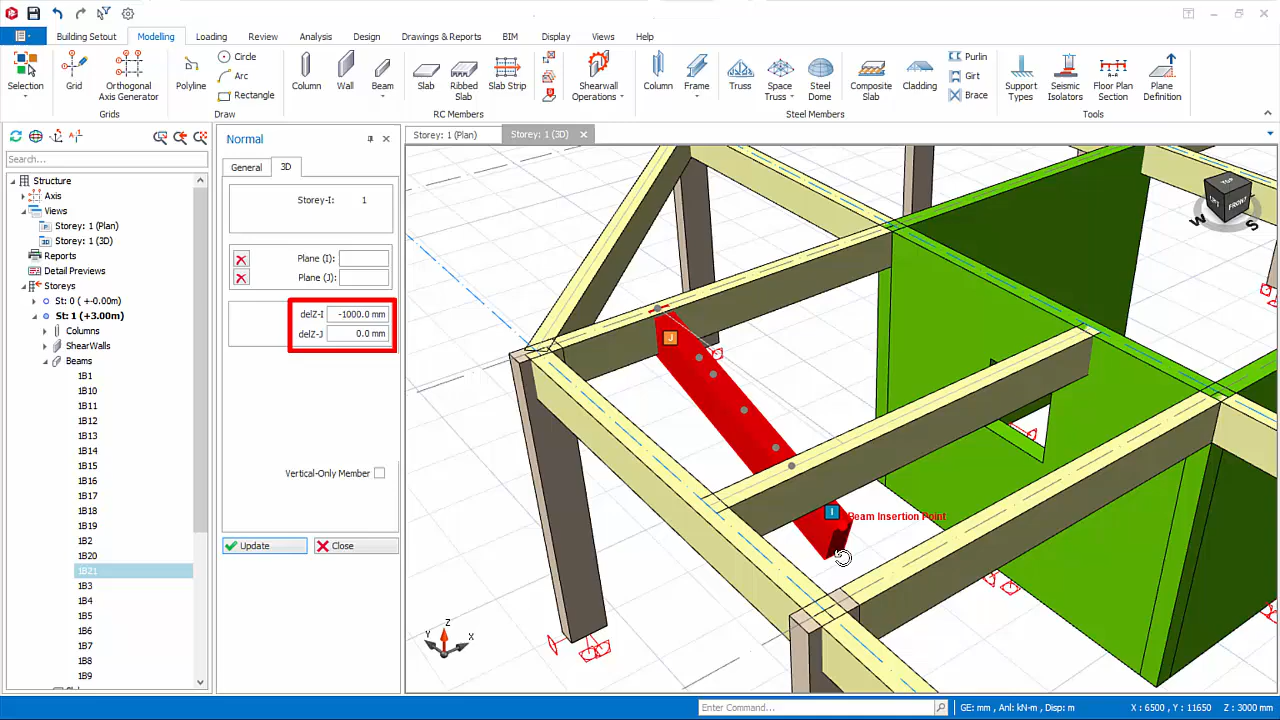 Building Setout Modelling Loading Review Analysis Design Drawings & Reports BIM Display Views Help
Selection
Grid
Orthogonal
Axis Generator
Grids
Polyline
Circle
Arc
Rectangle
Draw
Column
Wall
Beam
Slab
Ribbed
Slab
Slab Strip
Shearwall
Operations
RC Members
Column
Frame
Truss
Space
Truss
Steel
Dome
Composite
Slab
Cladding
Purlin
Girt
Brace
Steel Members
Support
Types
Seismic
Isolators
Floor Plan
Section
Plane
Definition
Tools
Search...
Structure
Axis
Views
Storey: 1 (Plan)
Storey: 1 (3D)
Reports
Detail Previews
Storeys
St: 0 (+-0.00m)
St: 1 (+3.00m)
Columns
ShearWalls
Beams
1B1
1B10
1B11
1B12
1B13
1B14
1B15
1B16
1B17
1B18
1B19
1B2
1B20
1B21
1B3
1B4
1B5
1B6
1B7
1B8
1B9
Normal
General 3D
Storey-I: 1
Plane (I):
Plane (J):
delZ-I -1000.0 mm
delZ-J 0.0 mm
Vertical-Only Member
Update Close
Storey: 1 (Plan) Storey: 1 (3D)
TOP
LEFT FRONT
W S
J
I Beam Insertion Point
Z
Y X
Enter Command...
GE: mm , Anl: kN-m , Disp: m
X : 6500 , Y : 11650
Z : 3000 mm